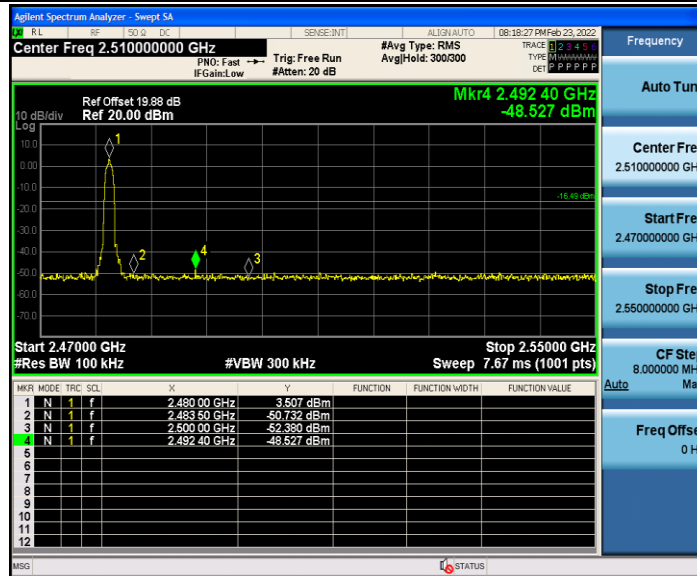 Agilent Spectrum Analyzer - Swept SA
RL RF 50 Ω DC SENSE:INT ALIGN AUTO 08:18:27 PM Feb 23, 2022
Center Freq 2.510000000 GHz
PNO: Fast
IFGain:Low
Trig: Free Run
#Atten: 20 dB
#Avg Type: RMS
Avg|Hold: 300/300
TRACE 1 2 3 4 5 6
TYPE M
DET P P P P P P
Ref Offset 19.88 dB
10 dB/div Ref 20.00 dBm
Log
Mkr4 2.492 40 GHz
-48.527 dBm
10.0
0.00
-10.0
-20.0
-30.0
-40.0
-50.0
-60.0
-70.0
1
2
4
3
-16.49 dBm
Start 2.47000 GHz Stop 2.55000 GHz
#Res BW 100 kHz #VBW 300 kHz Sweep 7.67 ms (1001 pts)
MKR MODE TRC SCL X Y FUNCTION FUNCTION WIDTH FUNCTION VALUE
1 N 1 f 2.480 00 GHz 3.507 dBm
2 N 1 f 2.483 50 GHz -50.732 dBm
3 N 1 f 2.500 00 GHz -52.380 dBm
4 N 1 f 2.492 40 GHz -48.527 dBm
5
6
7
8
9
10
11
12
MSG STATUS
Frequency
Auto Tun
Center Fre
2.510000000 GH
Start Fre
2.470000000 GH
Stop Fre
2.550000000 GH
CF Ste
8.000000 MH
Auto Ma
Freq Offse
0 H